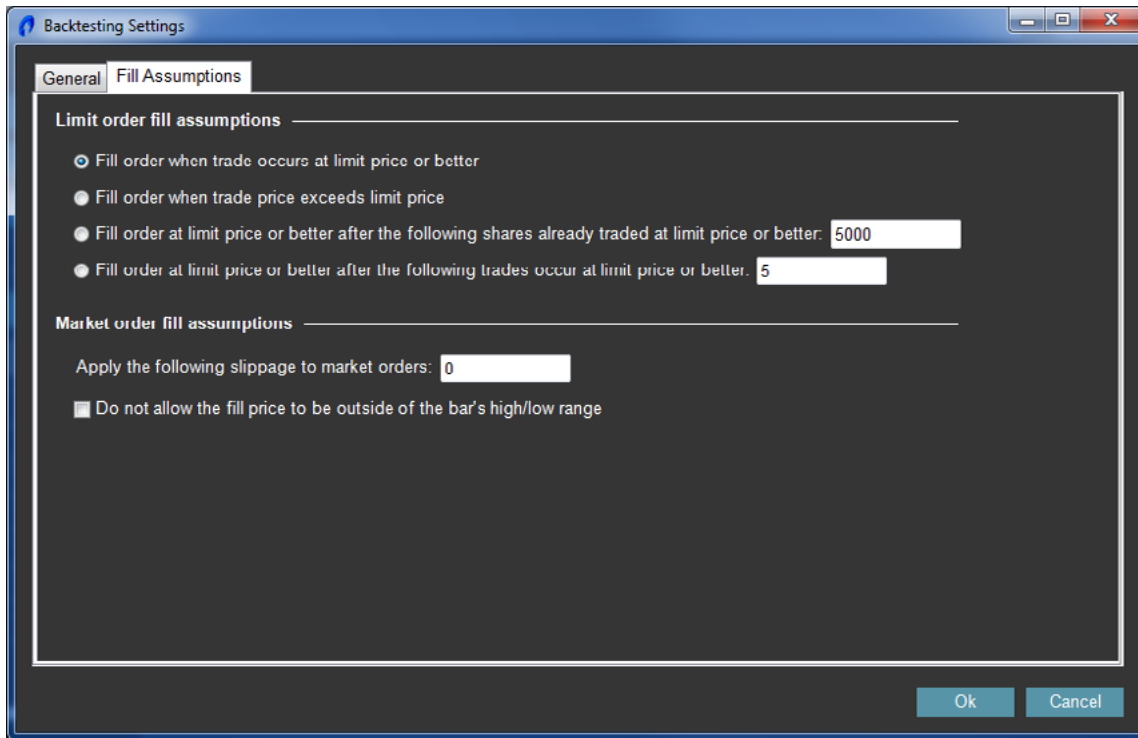 Backtesting Settings
General
Fill Assumptions
Limit order fill assumptions
Fill order when trade occurs at limit price or better
Fill order when trade price exceeds limit price
Fill order at limit price or better after the following shares already traded at limit price or better: 5000
Fill order at limit price or better after the following trades occur at limit price or better: 5
Market order fill assumptions
Apply the following slippage to market orders: 0
Do not allow the fill price to be outside of the bar's high/low range
Ok
Cancel